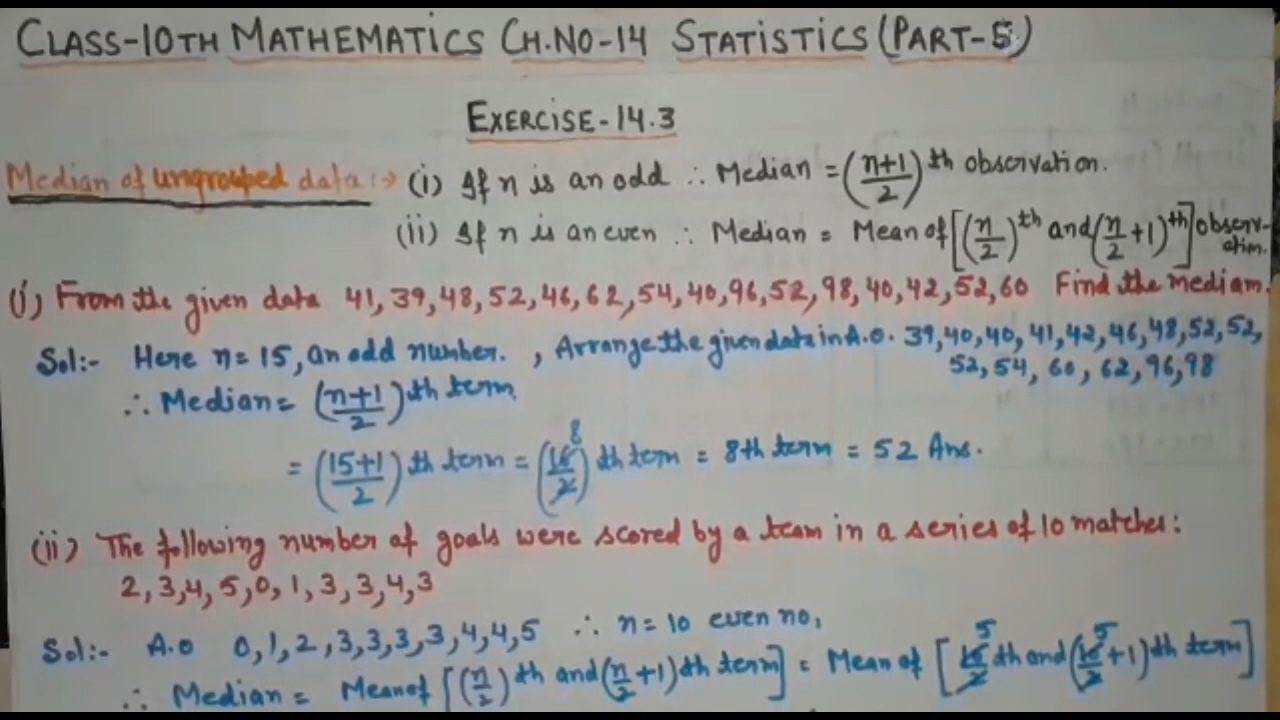 CLASS-10TH MATHEMATICS CH.NO-14 STATISTICS (PART-5)
EXERCISE-14.3
Median of ungrouped data:→ (i) If n is an odd ∴ Median = (n+1/2)th observation.
(ii) If n is an even ∴ Median = Mean of [(n/2)th and (n/2+1)th] observation.
(i) From the given data 41, 39, 48, 52, 46, 62, 54, 40, 96, 52, 98, 40, 42, 52, 60 Find the median.
Sol:- Here n=15, an odd number. , Arrange the given data in A.O. 39, 40, 40, 41, 42, 46, 48, 52, 52,
52, 54, 60, 62, 96, 98
∴ Median = (n+1/2)th term.
= (15+1/2)th term = (16/2)th term = 8th term = 52 Ans.
(ii) The following number of goals were scored by a team in a series of 10 matches:
2, 3, 4, 5, 0, 1, 3, 3, 4, 3
Sol:- A.O 0, 1, 2, 3, 3, 3, 3, 4, 4, 5 ∴ n = 10 even no.
∴ Median = Mean of [(n/2)th and (n/2+1)th term] = Mean of [10/2 th and (10/2+1)th term]